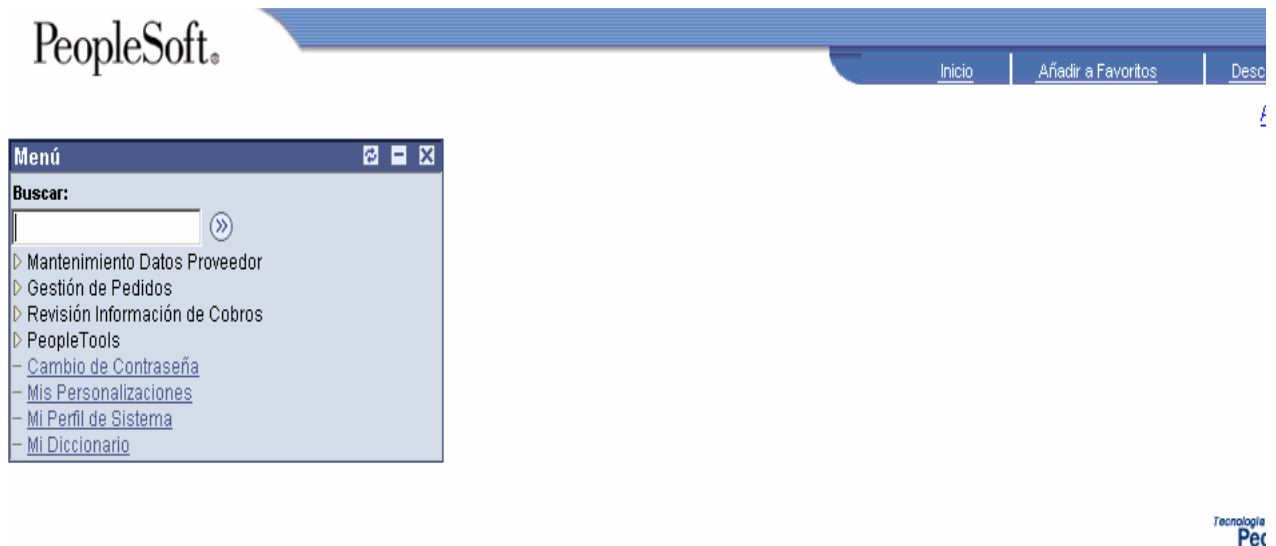 PeopleSoft®
Inicio
Añadir a Favoritos
Menú
Buscar:
Mantenimiento Datos Proveedor
Gestión de Pedidos
Revisión Información de Cobros
PeopleTools
Cambio de Contraseña
Mis Personalizaciones
Mi Perfil de Sistema
Mi Diccionario
Tecnología